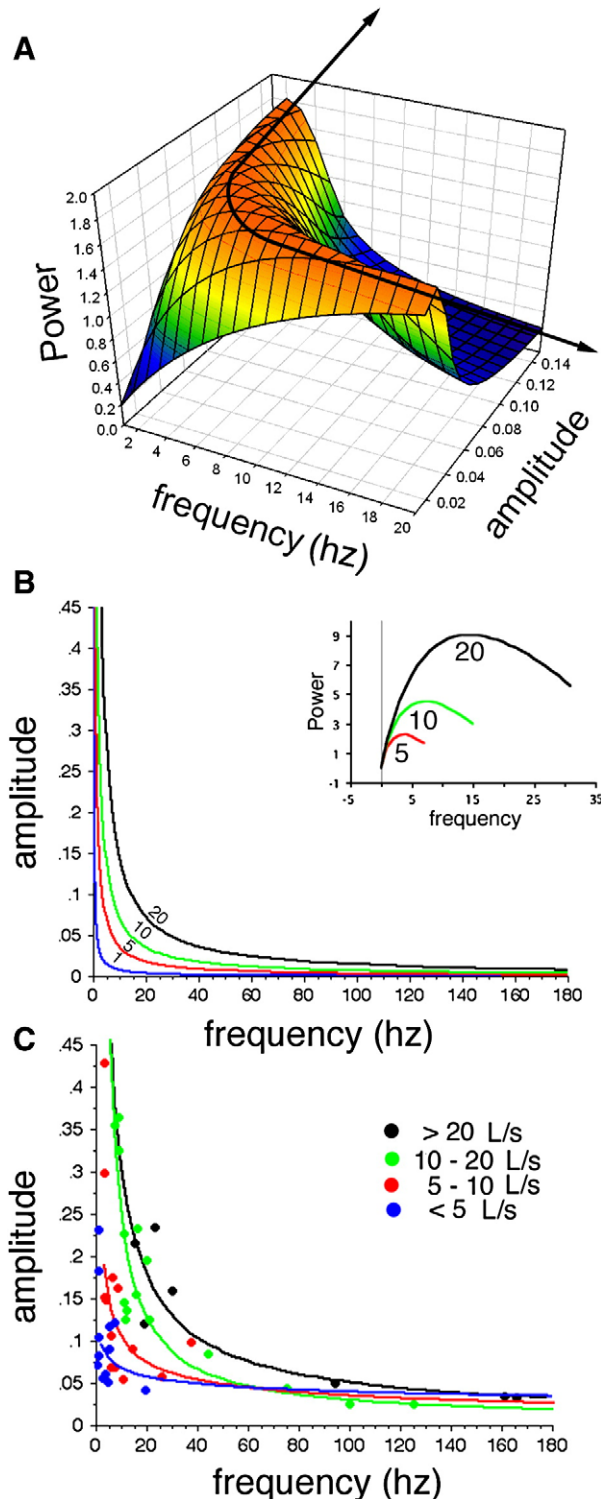 A
2.0
1.8
1.6
1.4
1.2
1.0
0.8
0.6
0.4
0.2
0.0
Power
2 4 6 8 10 12 14 16 18 20
frequency (hz)
0.02
0.04
0.06
0.08
0.10
0.12
0.14
amplitude
B
.45
.4
.35
.3
.25
.2
.15
.1
.05
0
amplitude
20
10
5
1
0 20 40 60 80 100 120 140 160 180
frequency (hz)
9
7
5
3
1
-1
Power
20
10
5
-5 5 15 25 35
frequency
C
.45
.4
.35
.3
.25
.2
.15
.1
.05
0
amplitude
> 20 L/s
10 - 20 L/s
5 - 10 L/s
< 5 L/s
0 20 40 60 80 100 120 140 160 180
frequency (hz)